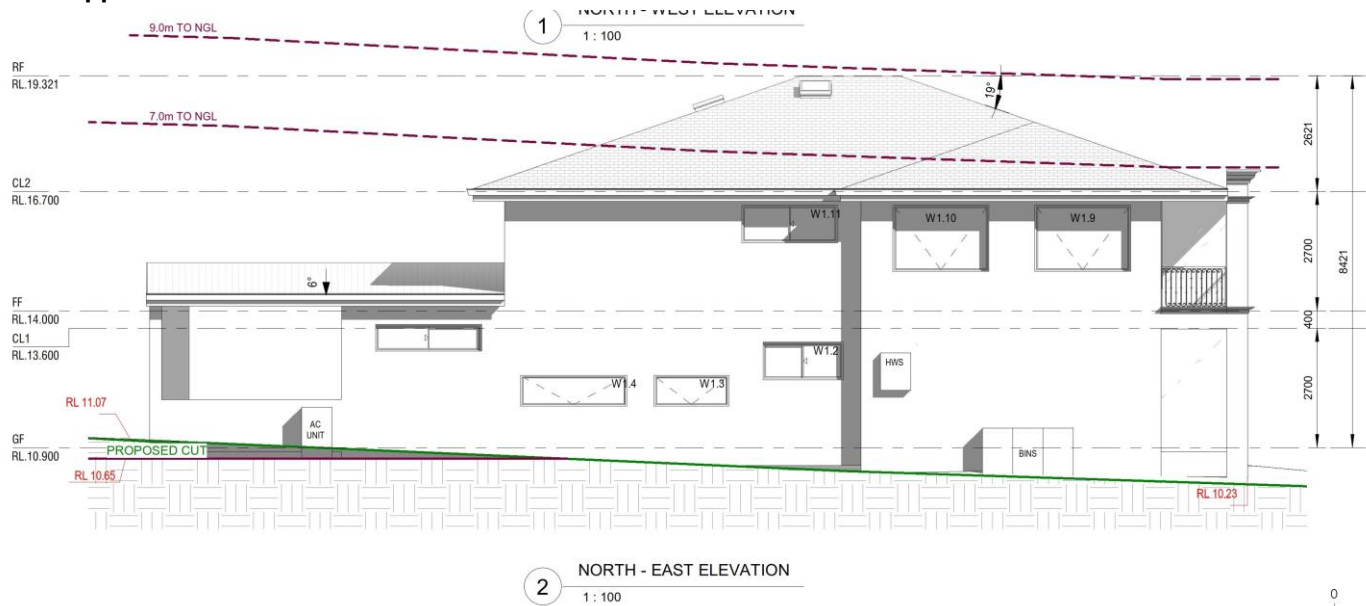 NORTH - WEST ELEVATION
1
1 : 100
9.0m TO NGL
RF
RL.19.321
19°
2621
7.0m TO NGL
CL2
RL.16.700
W1.11
W1.10
W1.9
2700
8421
6°
FF
RL.14.000
400
CL1
RL.13.600
W1.2
HWS
W1.4
W1.3
2700
RL 11.07
AC
UNIT
GF
RL.10.900
PROPOSED CUT
BINS
RL 10.65
RL 10.23
NORTH - EAST ELEVATION
2
1 : 100
0